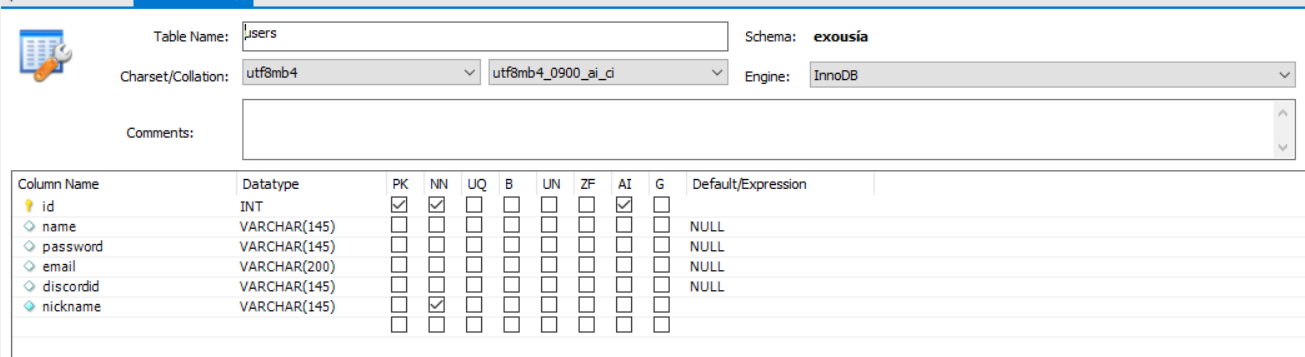 Table Name: users Schema: exousía
Charset/Collation: utf8mb4 utf8mb4_0900_ai_ci Engine: InnoDB
Comments:
Column Name Datatype PK NN UQ B UN ZF AI G Default/Expression
id INT
name VARCHAR(145) NULL
password VARCHAR(145) NULL
email VARCHAR(200) NULL
discordid VARCHAR(145) NULL
nickname VARCHAR(145)